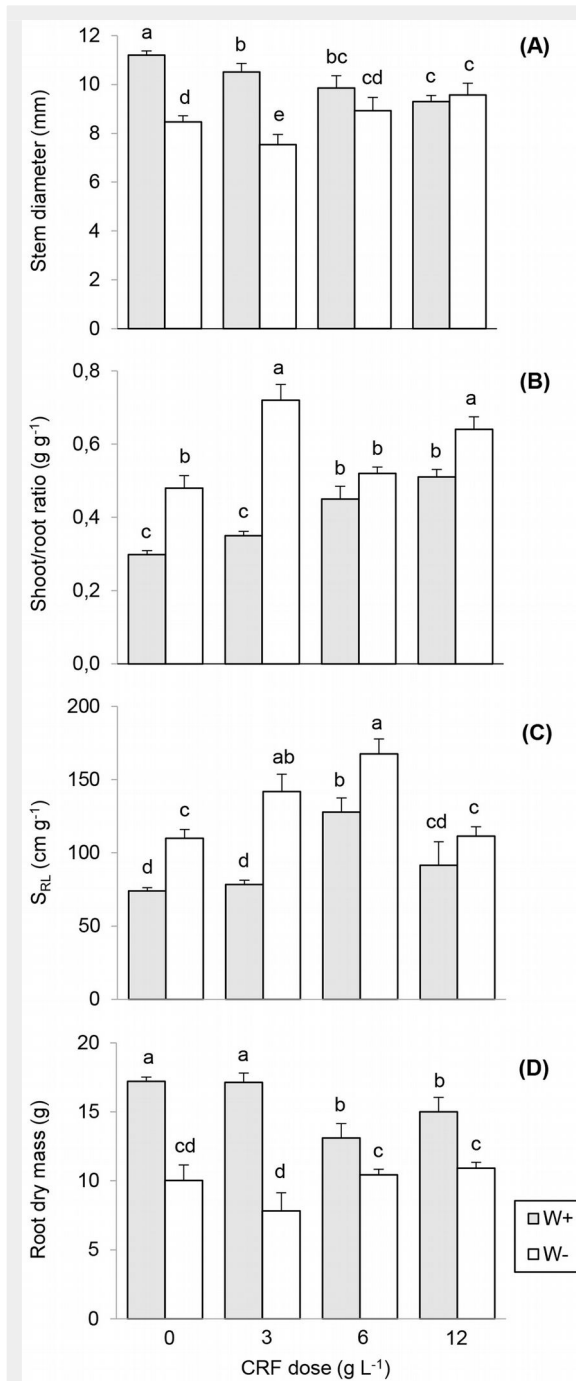 (A)
Stem diameter (mm)
12
10
8
6
4
2
0
a
d
b
e
bc
cd
c
c
(B)
Shoot/root ratio (g g-1)
0,8
0,6
0,4
0,2
0,0
c
b
c
a
b
b
b
a
(C)
SRL (cm g-1)
200
150
100
50
0
d
c
d
ab
b
a
cd
c
(D)
Root dry mass (g)
20
15
10
5
0
a
cd
a
d
b
c
b
c
W+
W-
0 3 6 12
CRF dose (g L-1)